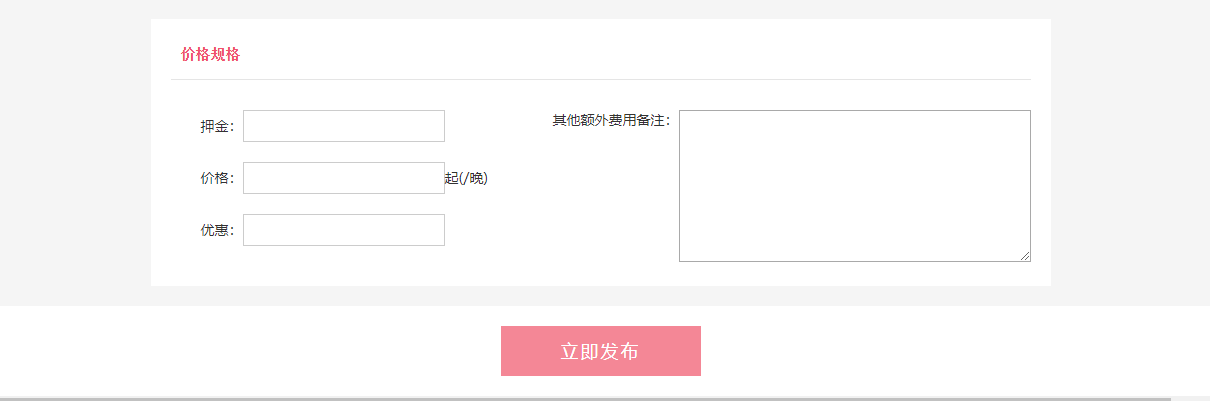 价格规格
押金：
其他额外费用备注：
价格：
起(/晚)
优惠：
立即发布